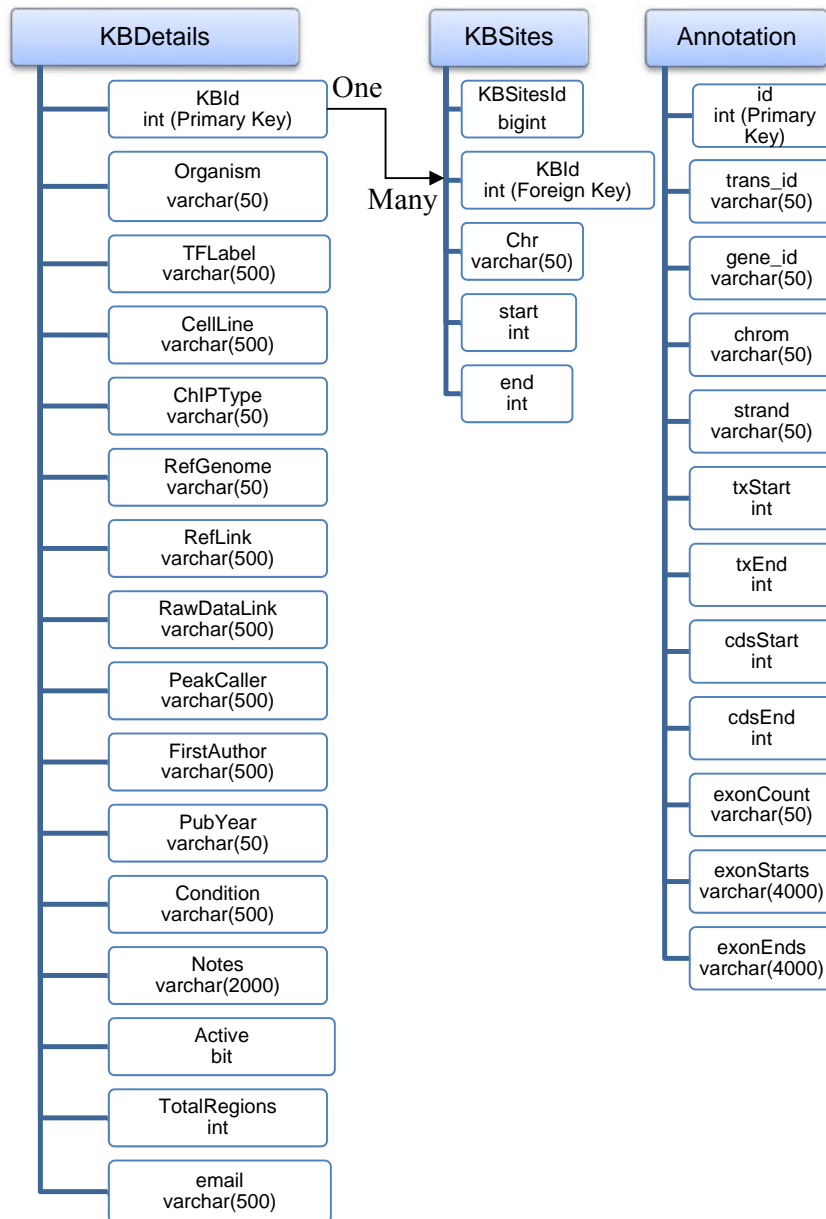 KBDetails
KBId
int (Primary Key)
Organism
varchar(50)
TFLabel
varchar(500)
CellLine
varchar(500)
ChIPType
varchar(50)
RefGenome
varchar(50)
RefLink
varchar(500)
RawDataLink
varchar(500)
PeakCaller
varchar(500)
FirstAuthor
varchar(500)
PubYear
varchar(50)
Condition
varchar(500)
Notes
varchar(2000)
Active
bit
TotalRegions
int
email
varchar(500)
One
Many
KBSites
KBSitesId
bigint
KBId
int (Foreign Key)
Chr
varchar(50)
start
int
end
int
Annotation
id
int (Primary
Key)
trans_id
varchar(50)
gene_id
varchar(50)
chrom
varchar(50)
strand
varchar(50)
txStart
int
txEnd
int
cdsStart
int
cdsEnd
int
exonCount
varchar(50)
exonStarts
varchar(4000)
exonEnds
varchar(4000)